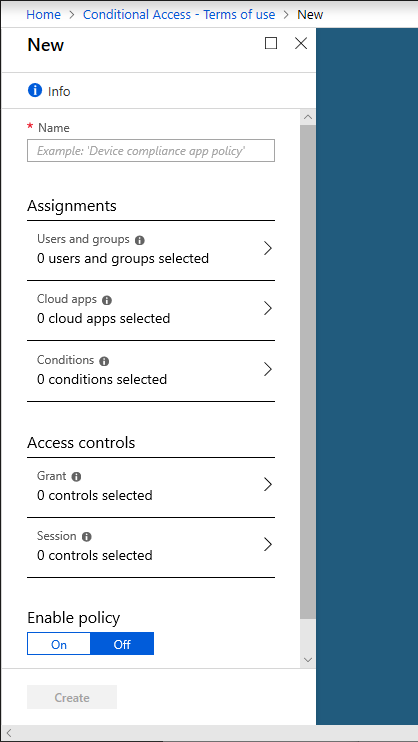 Home > Conditional Access - Terms of use > New
New
Info
* Name
Example: 'Device compliance app policy'
Assignments
Users and groups
0 users and groups selected
Cloud apps
0 cloud apps selected
Conditions
0 conditions selected
Access controls
Grant
0 controls selected
Session
0 controls selected
Enable policy
On Off
Create